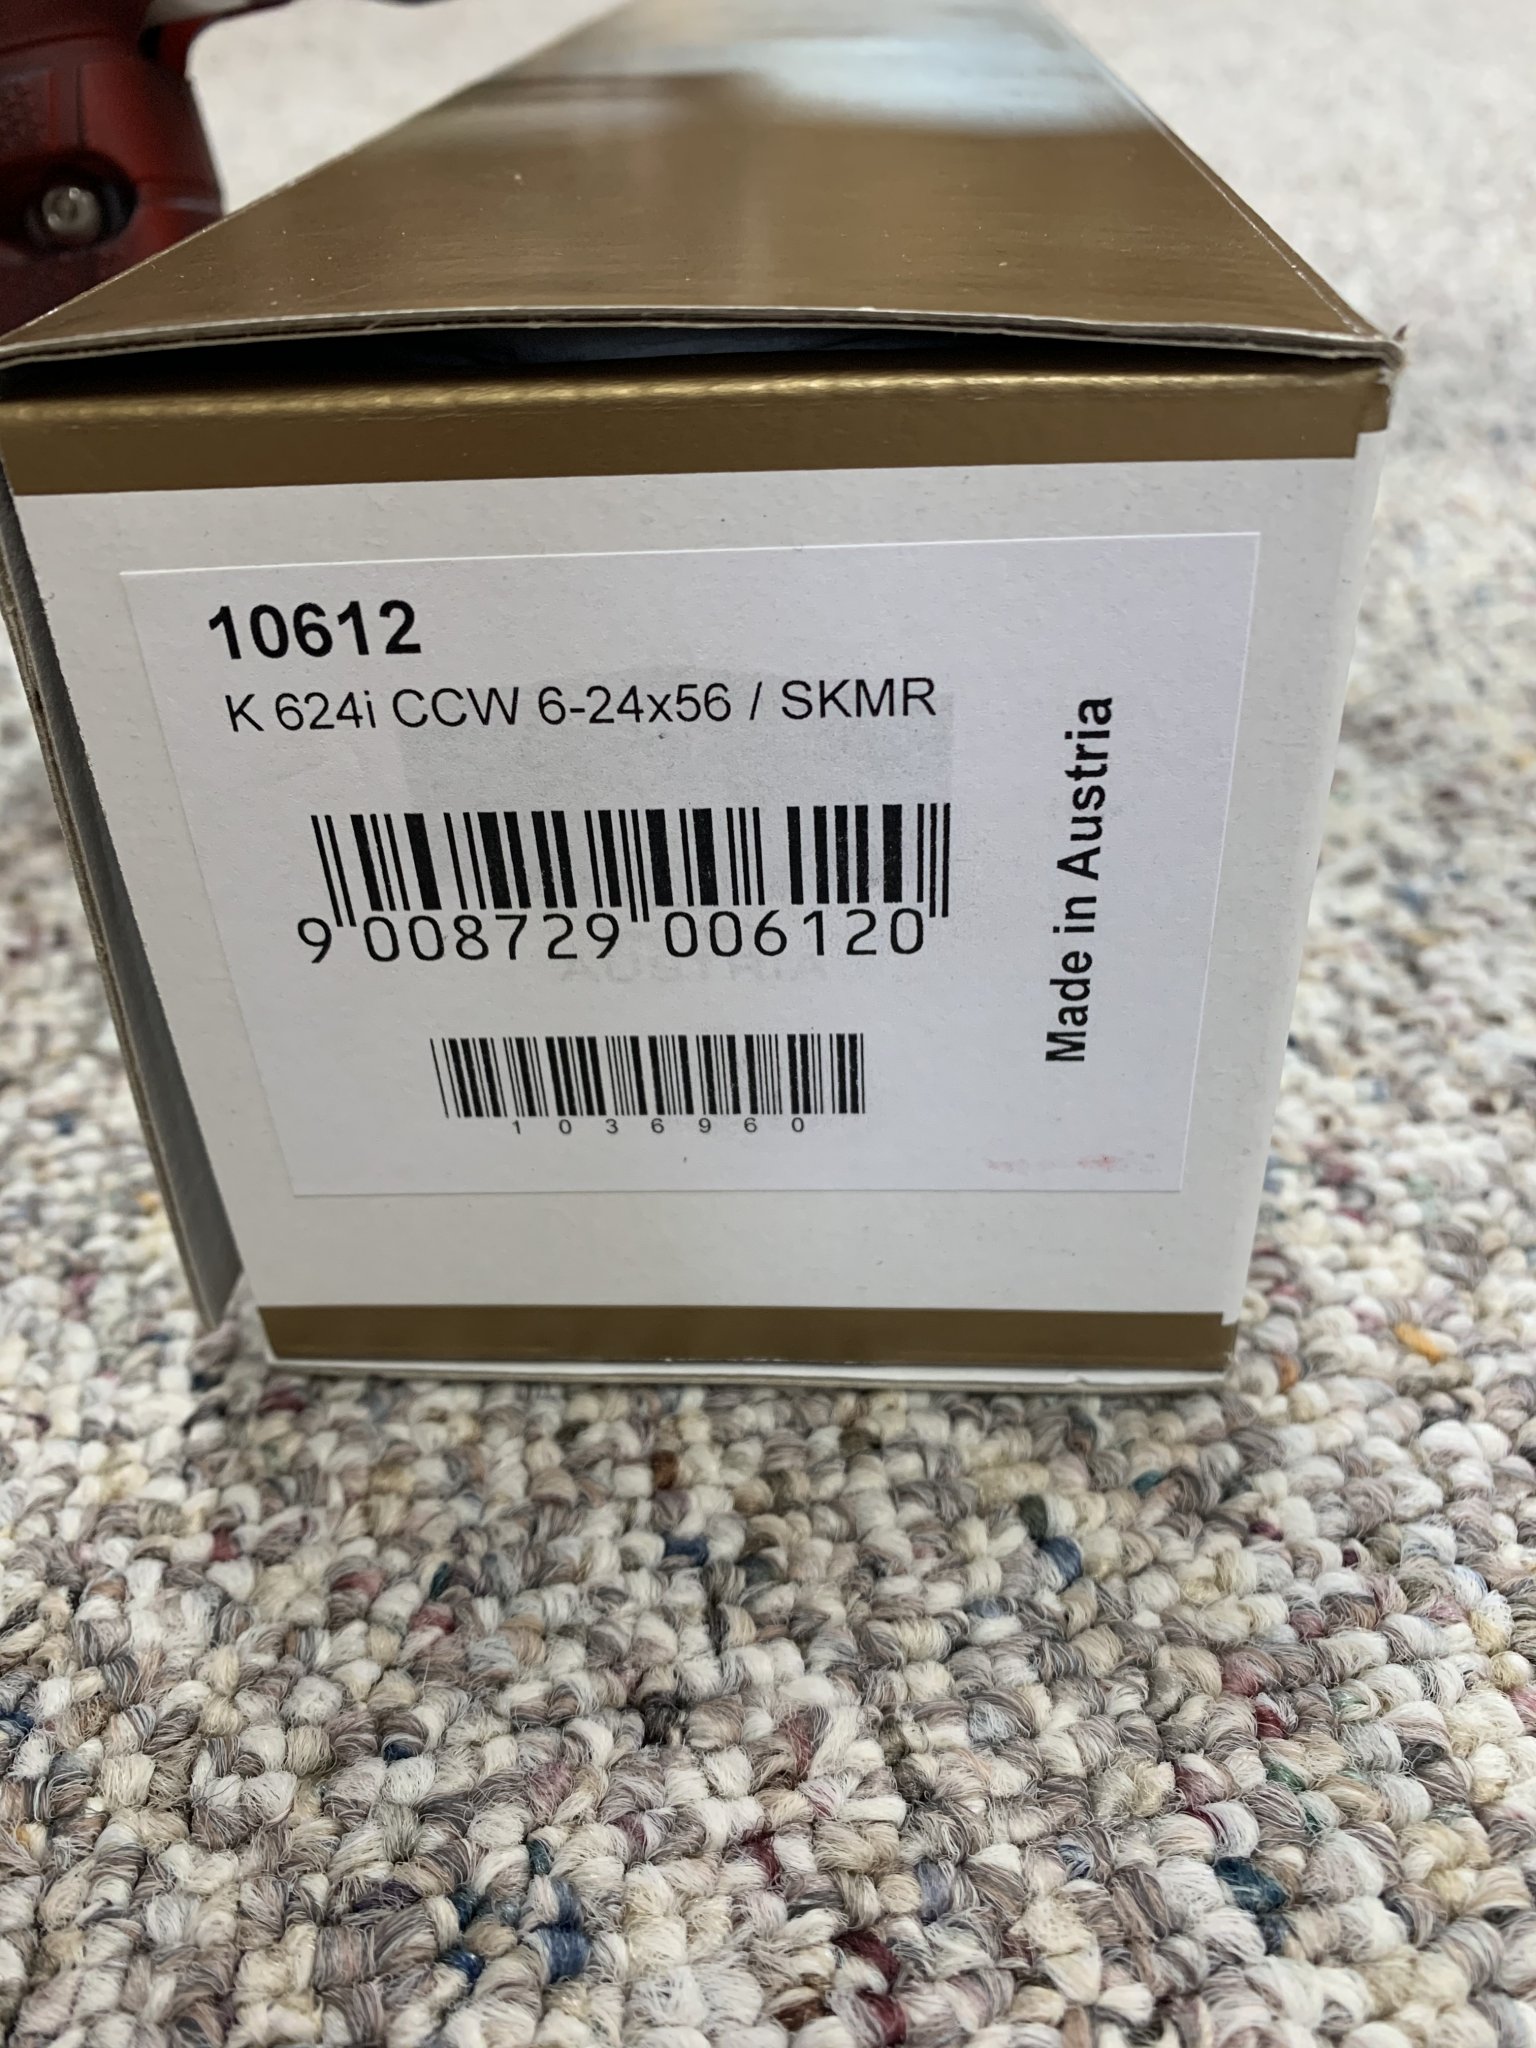 10612
K 624i CCW 6-24x56 / SKMR
9 008729 006120
1036960
Made in Austria